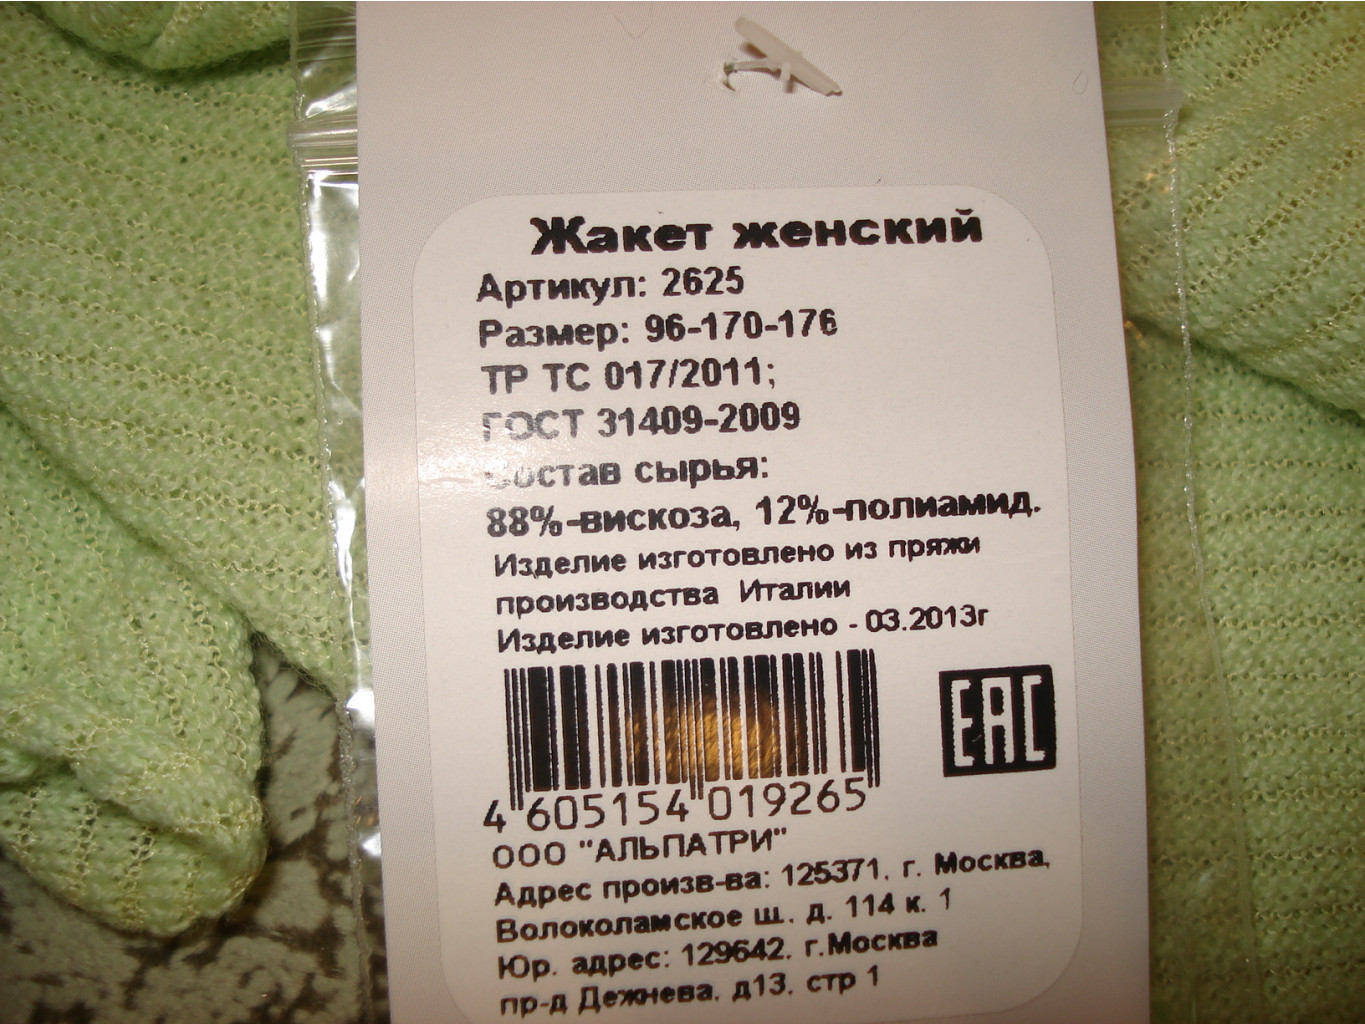 Жакет женский
Артикул: 2625
Размер: 96-170-176
ТР ТС 017/2011;
ГОСТ 31409-2009
Состав сырья:
88%-вискоза, 12%-полиамид.
Изделие изготовлено из пряжи
производства Италии
Изделие изготовлено - 03.2013г
EAC
4 605154 019265
ООО "АЛЬПАТРИ"
Адрес произв-ва: 125371. г. Москва,
Волоколамское ш. д. 114 к. 1
Юр. адрес: 129642. г.Москва
пр-д Дежнева. д13. стр 1